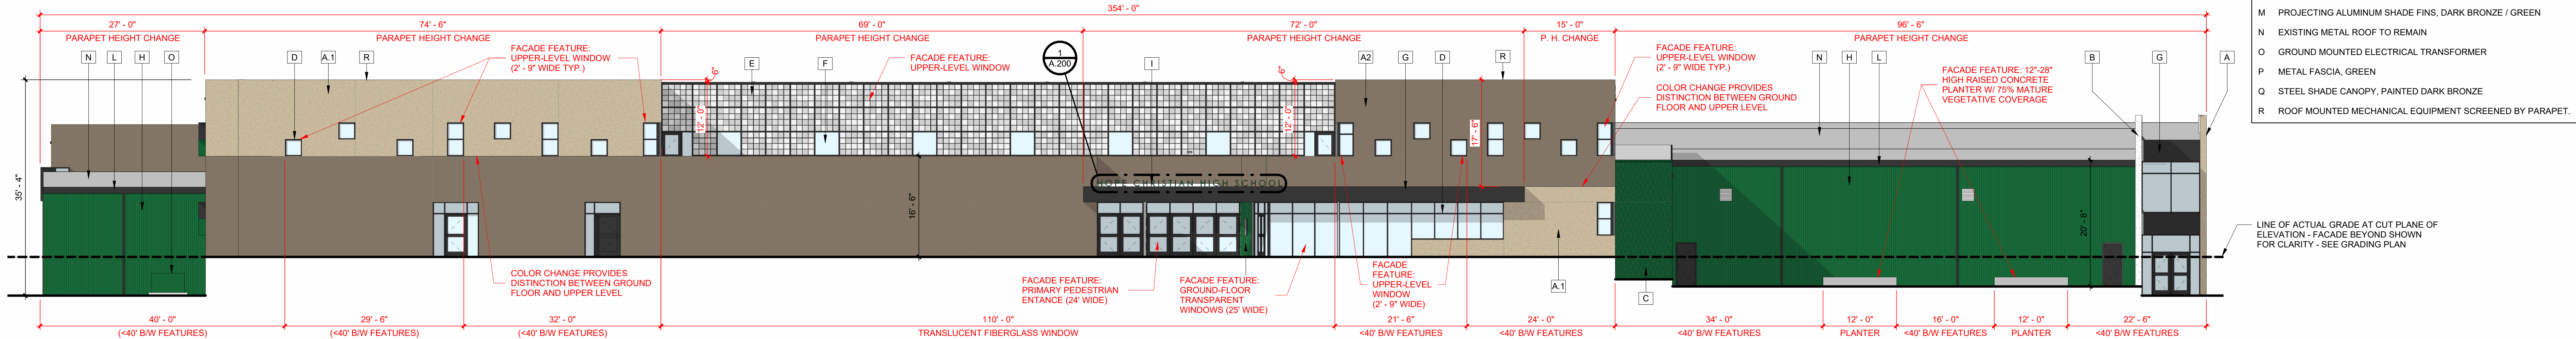 354' - 0"
27' - 0"
74' - 6"
69' - 0"
72' - 0"
15' - 0"
96' - 6"
PARAPET HEIGHT CHANGE
PARAPET HEIGHT CHANGE
PARAPET HEIGHT CHANGE
PARAPET HEIGHT CHANGE
P. H. CHANGE
PARAPET HEIGHT CHANGE
M PROJECTING ALUMINUM SHADE FINS, DARK BRONZE / GREEN
N EXISTING METAL ROOF TO REMAIN
O GROUND MOUNTED ELECTRICAL TRANSFORMER
P METAL FASCIA, GREEN
Q STEEL SHADE CANOPY, PAINTED DARK BRONZE
R ROOF MOUNTED MECHANICAL EQUIPMENT SCREENED BY PARAPET.
N
L
H
O
D
A.1
R
FACADE FEATURE:
UPPER-LEVEL WINDOW
(2' - 9" WIDE TYP.)
6"
E
F
FACADE FEATURE:
UPPER-LEVEL WINDOW
1
A.200
I
6"
A2
G
D
R
FACADE FEATURE:
UPPER-LEVEL WINDOW
(2' - 9" WIDE TYP.)
COLOR CHANGE PROVIDES
DISTINCTION BETWEEN GROUND
FLOOR AND UPPER LEVEL
N
H
L
FACADE FEATURE: 12"-28"
HIGH RAISED CONCRETE
PLANTER W/ 75% MATURE
VEGETATIVE COVERAGE
B
G
A
12' - 0"
12' - 0"
17' - 6"
35' - 4"
16' - 6"
20' - 8"
HOPE CHRISTIAN HIGH SCHOOL
LINE OF ACTUAL GRADE AT CUT PLANE OF
ELEVATION - FACADE BEYOND SHOWN
FOR CLARITY - SEE GRADING PLAN
COLOR CHANGE PROVIDES
DISTINCTION BETWEEN GROUND
FLOOR AND UPPER LEVEL
FACADE FEATURE:
PRIMARY PEDESTRIAN
ENTANCE (24' WIDE)
FACADE FEATURE:
GROUND-FLOOR
TRANSPARENT
WINDOWS (25' WIDE)
FACADE
FEATURE:
UPPER-LEVEL
WINDOW
(2' - 9" WIDE)
A.1
C
40' - 0"
29' - 6"
32' - 0"
110' - 0"
21' - 6"
24' - 0"
34' - 0"
12' - 0"
16' - 0"
12' - 0"
22' - 6"
(<40' B/W FEATURES)
(<40' B/W FEATURES)
(<40' B/W FEATURES)
TRANSLUCENT FIBERGLASS WINDOW
<40' B/W FEATURES
<40' B/W FEATURES
<40' B/W FEATURES
PLANTER
<40' B/W FEATURES
PLANTER
<40' B/W FEATURES